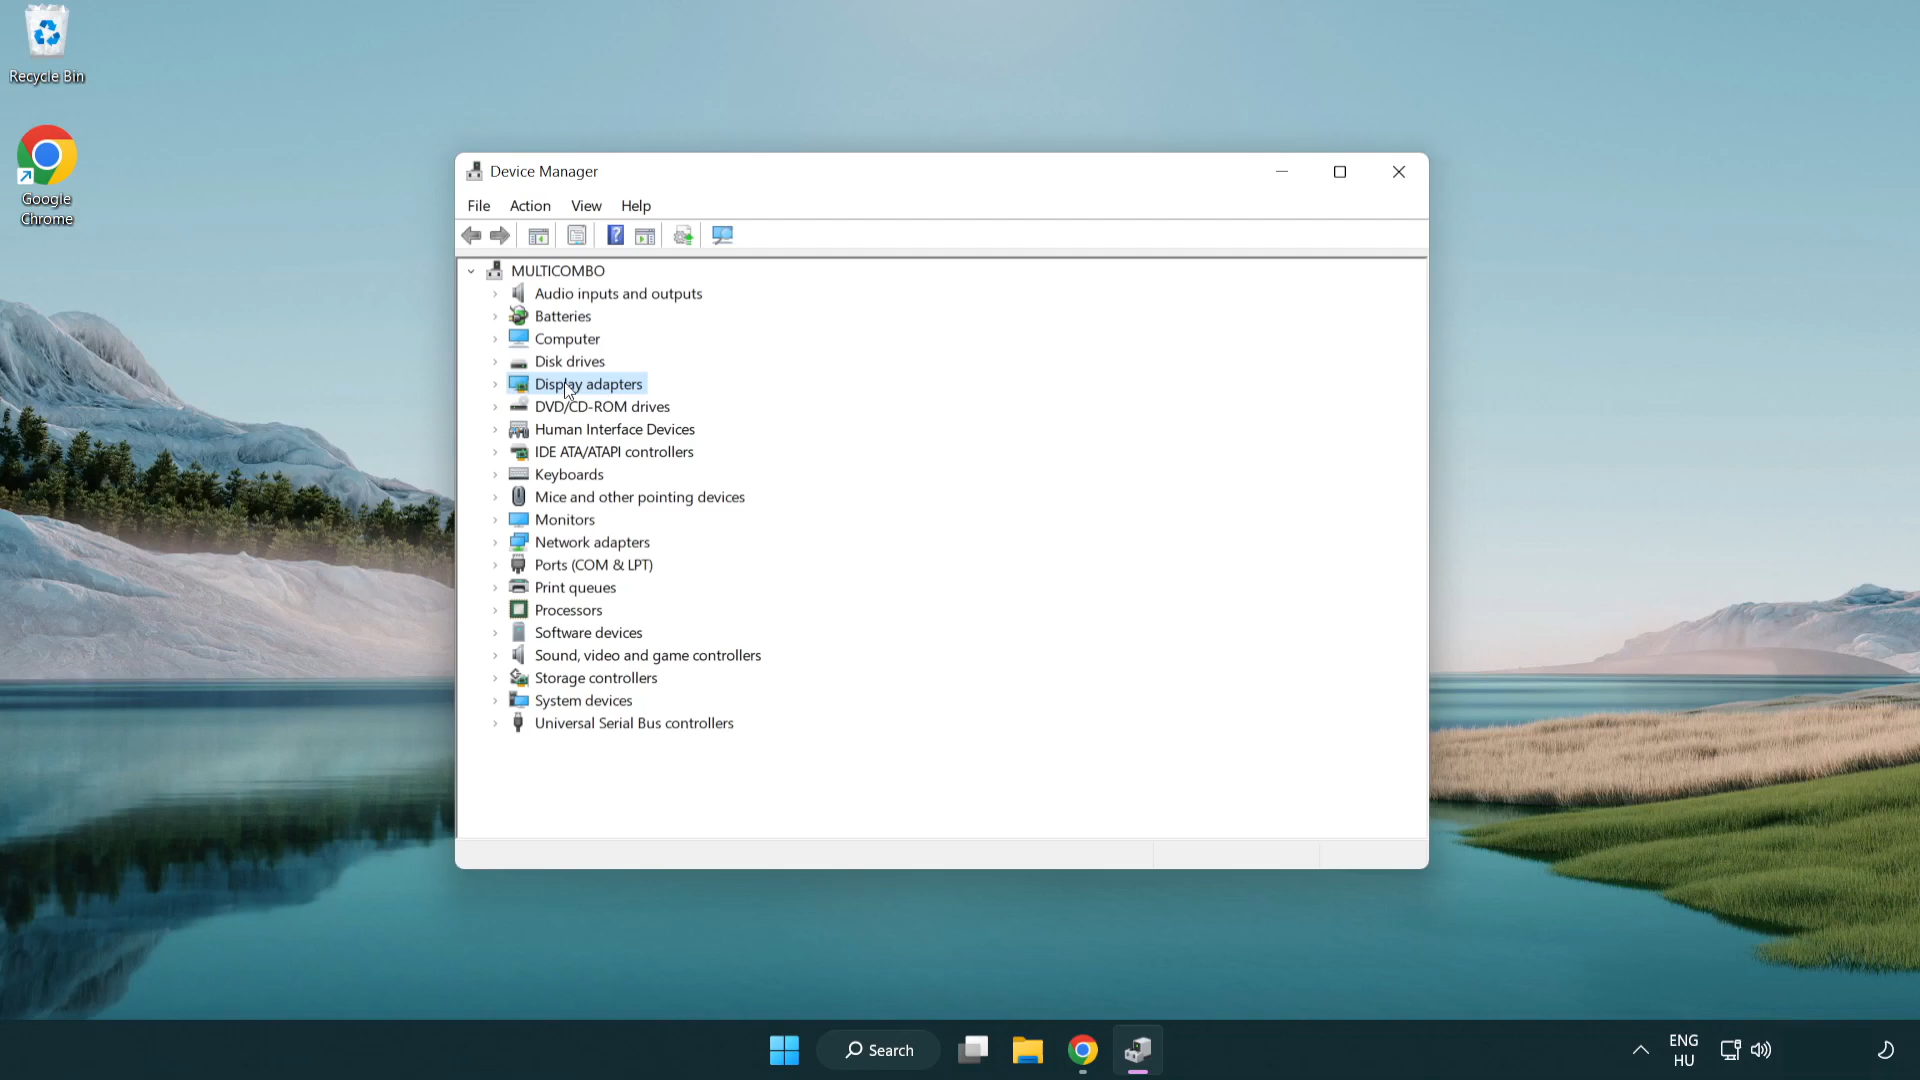 Recycle Bin
Google
Chrome
Device Manager
File Action View Help
MULTICOMBO
Audio inputs and outputs
Batteries
Computer
Disk drives
Display adapters
DVD/CD-ROM drives
Human Interface Devices
IDE ATA/ATAPI controllers
Keyboards
Mice and other pointing devices
Monitors
Network adapters
Ports (COM & LPT)
Print queues
Processors
Software devices
Sound, video and game controllers
Storage controllers
System devices
Universal Serial Bus controllers
Search
ENG
HU